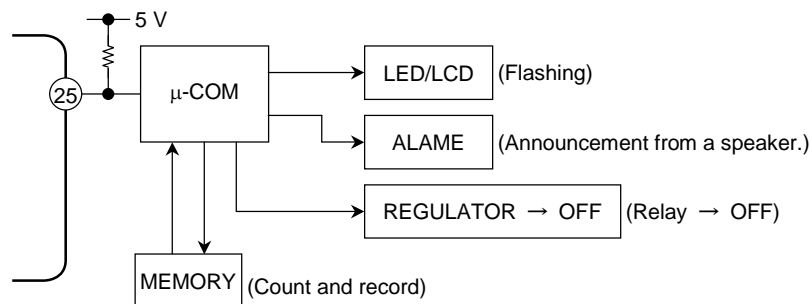 5 V
25
μ-COM
LED/LCD (Flashing)
ALAME (Announcement from a speaker.)
REGULATOR → OFF (Relay → OFF)
MEMORY (Count and record)